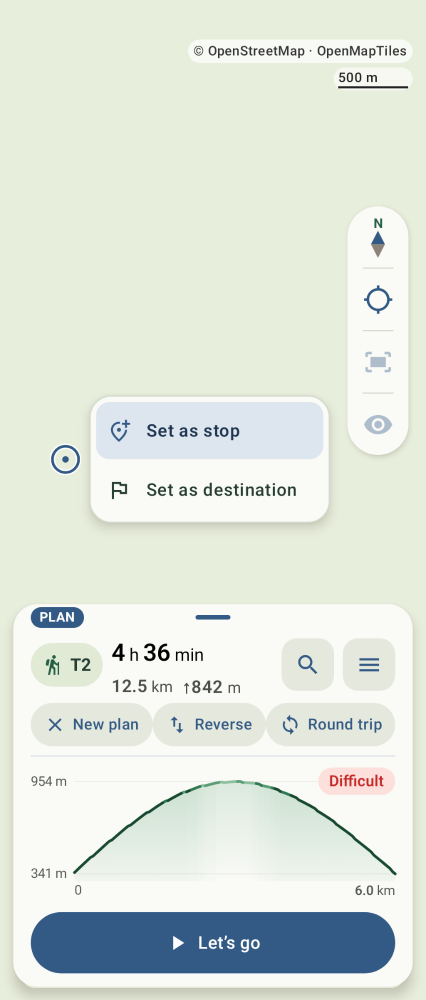 © OpenStreetMap · OpenMapTiles
500 m
N
Set as stop
Set as destination
PLAN
T2
4 h 36 min
12.5 km ↑842 m
New plan
Reverse
Round trip
954 m
Difficult
341 m
0
6.0 km
Let’s go